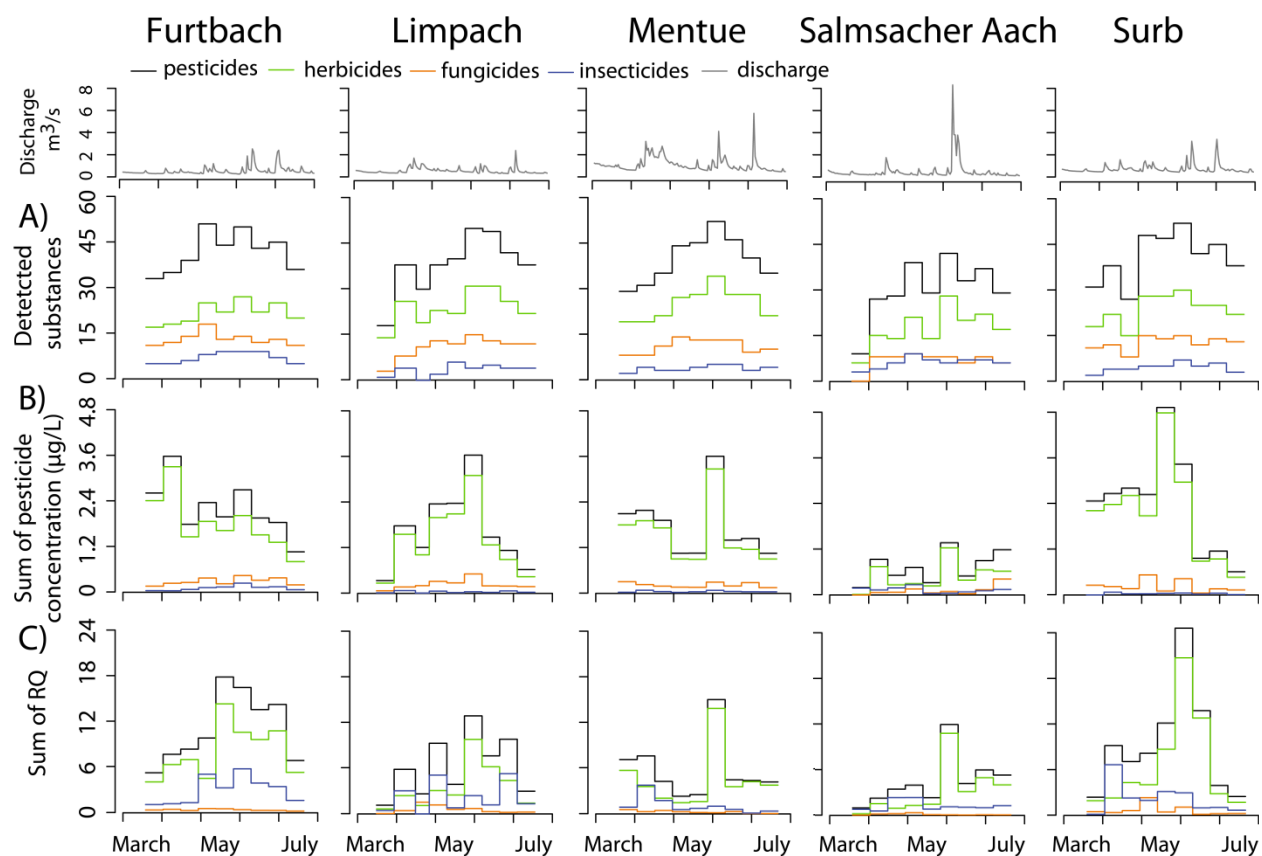 Furtbach Limpach Mentue Salmsacher Aach Surb
pesticides herbicides fungicides insecticides discharge
Discharge
m³/s
8
6
4
2
0
A)
Detetcted
substances
60
45
30
15
0
B)
Sum of pesticide
concentration (µg/L)
4.8
3.6
2.4
1.2
0
C)
Sum of RQ
24
18
12
6
0
March May July March May July March May July March May July March May July